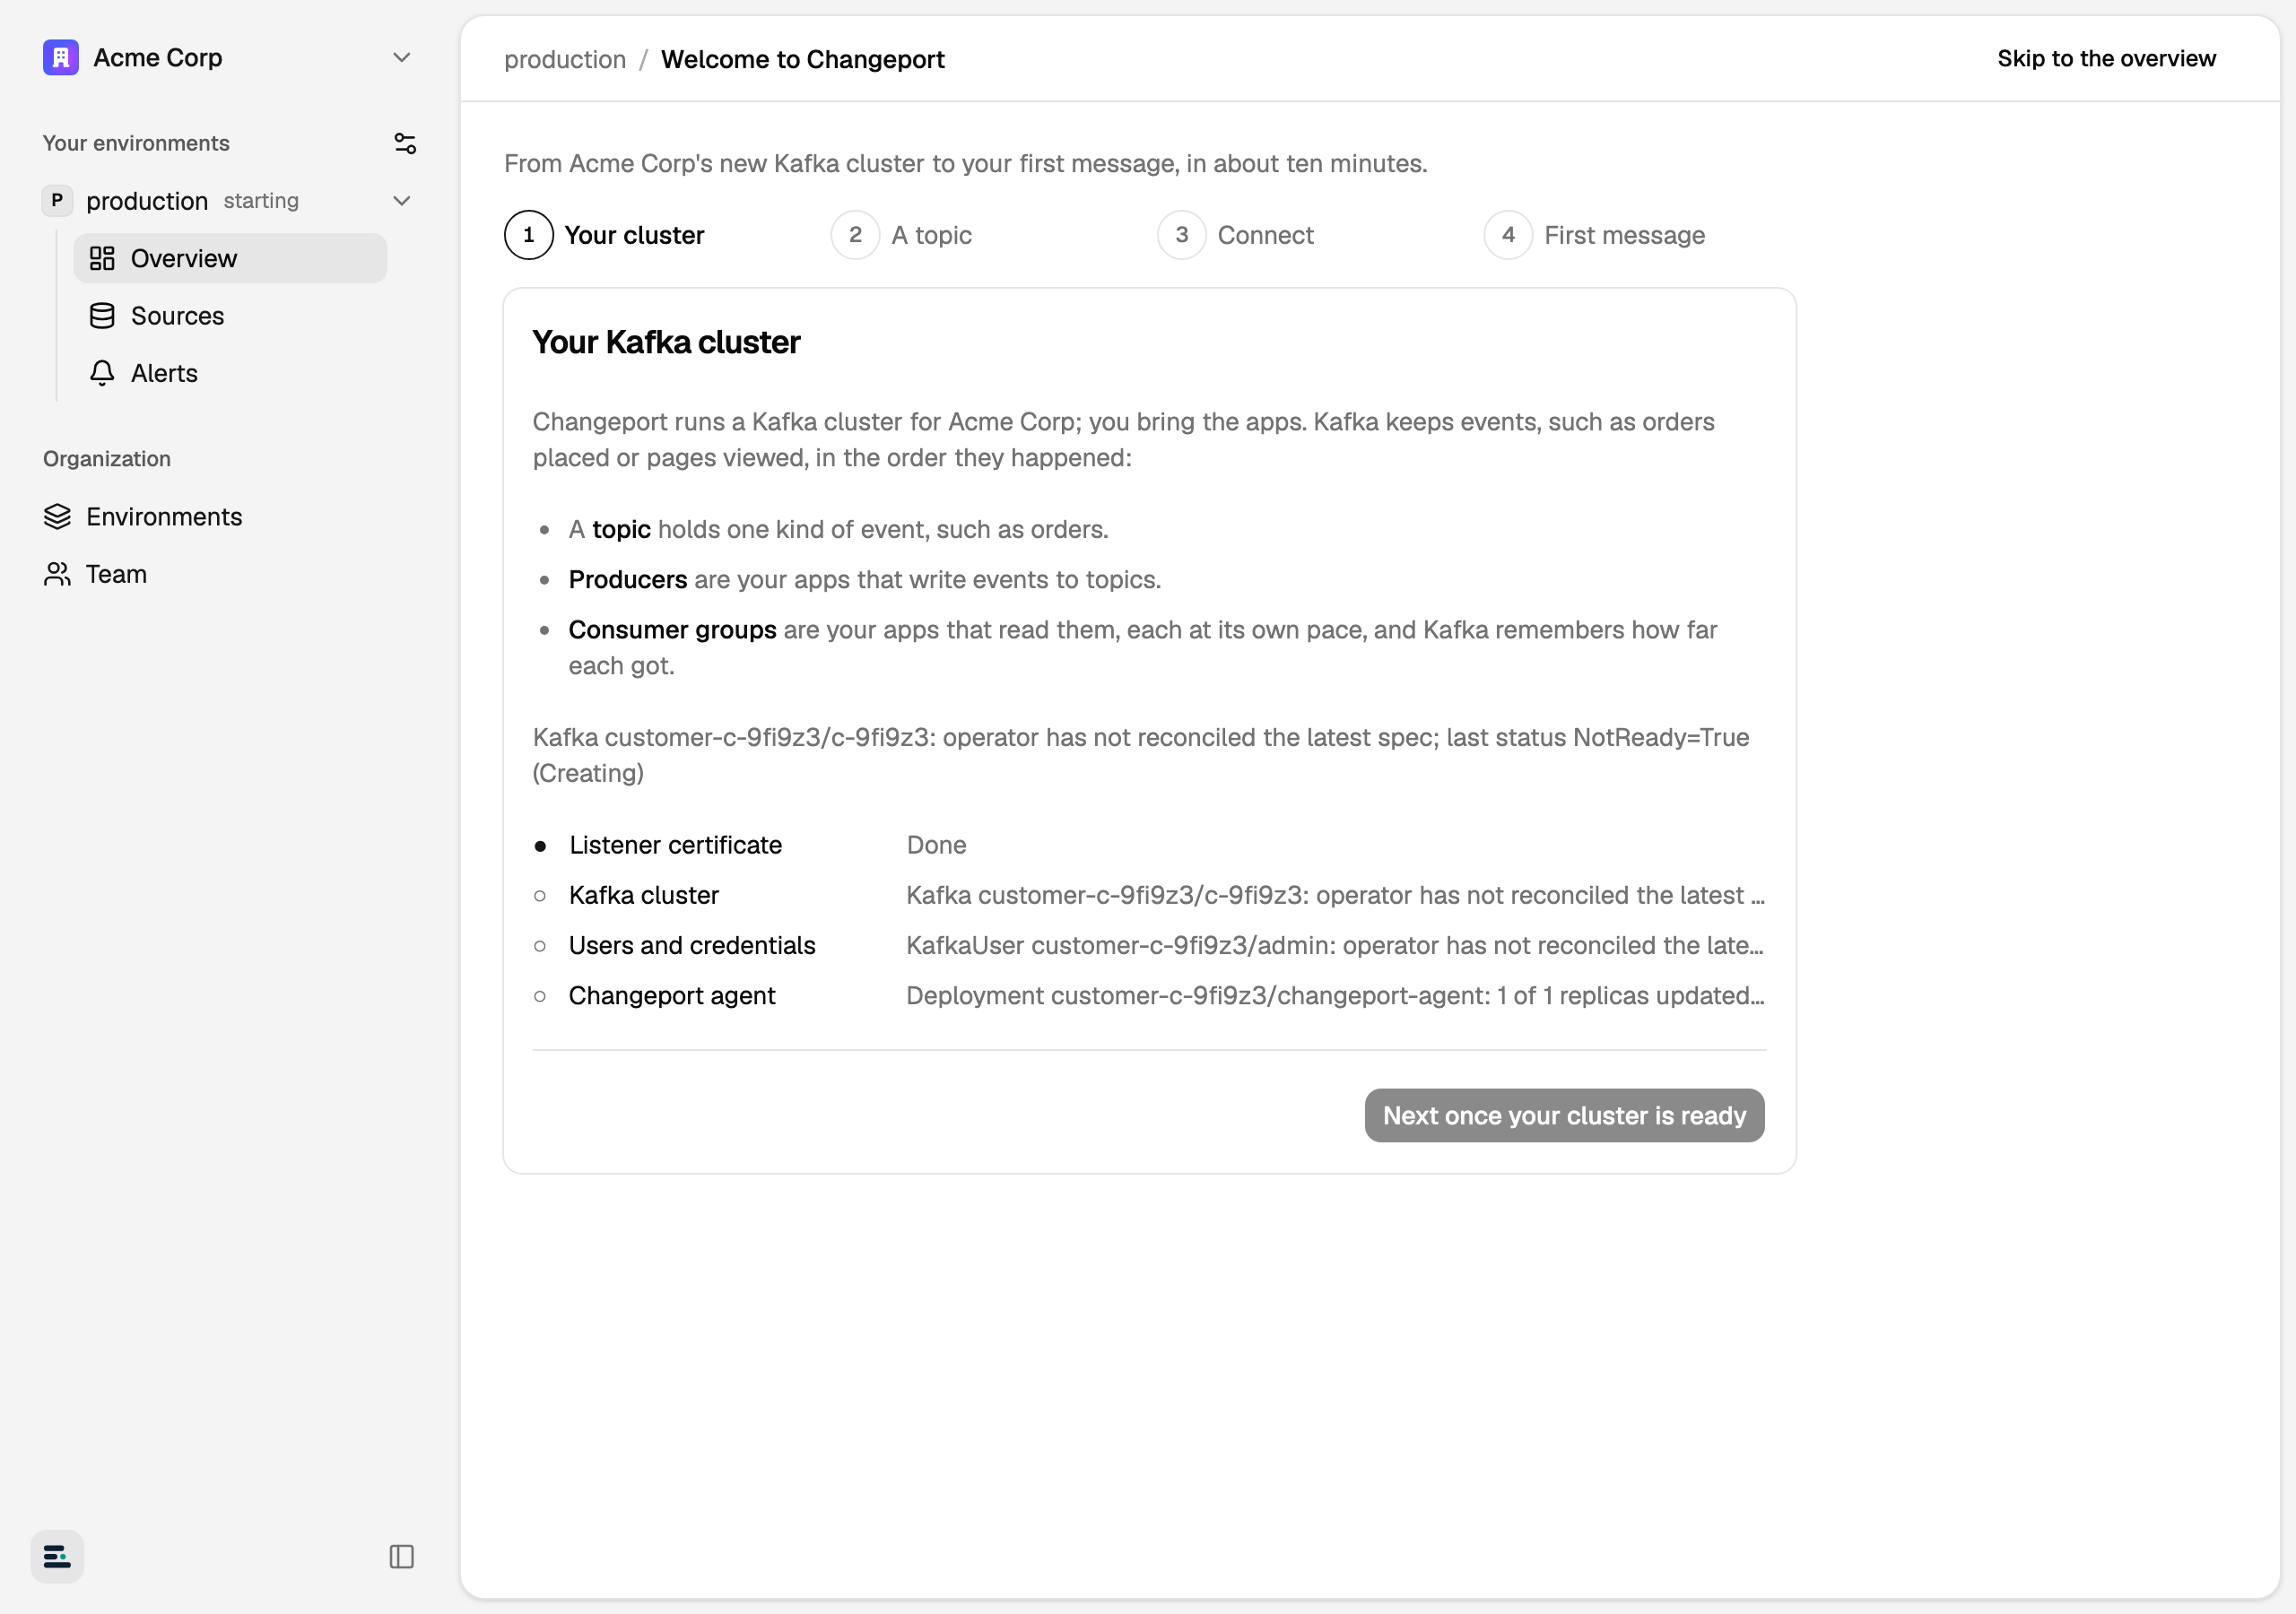 Acme Corp
Your environments
P production starting
Overview
Sources
Alerts
Organization
Environments
Team
production / Welcome to Changeport
Skip to the overview
From Acme Corp's new Kafka cluster to your first message, in about ten minutes.
1 Your cluster
2 A topic
3 Connect
4 First message
Your Kafka cluster
Changeport runs a Kafka cluster for Acme Corp; you bring the apps. Kafka keeps events, such as orders
placed or pages viewed, in the order they happened:
• A topic holds one kind of event, such as orders.
• Producers are your apps that write events to topics.
• Consumer groups are your apps that read them, each at its own pace, and Kafka remembers how far
each got.
Kafka customer-c-9fi9z3/c-9fi9z3: operator has not reconciled the latest spec; last status NotReady=True
(Creating)
Listener certificate Done
Kafka cluster Kafka customer-c-9fi9z3/c-9fi9z3: operator has not reconciled the latest ...
Users and credentials KafkaUser customer-c-9fi9z3/admin: operator has not reconciled the late...
Changeport agent Deployment customer-c-9fi9z3/changeport-agent: 1 of 1 replicas updated...
Next once your cluster is ready